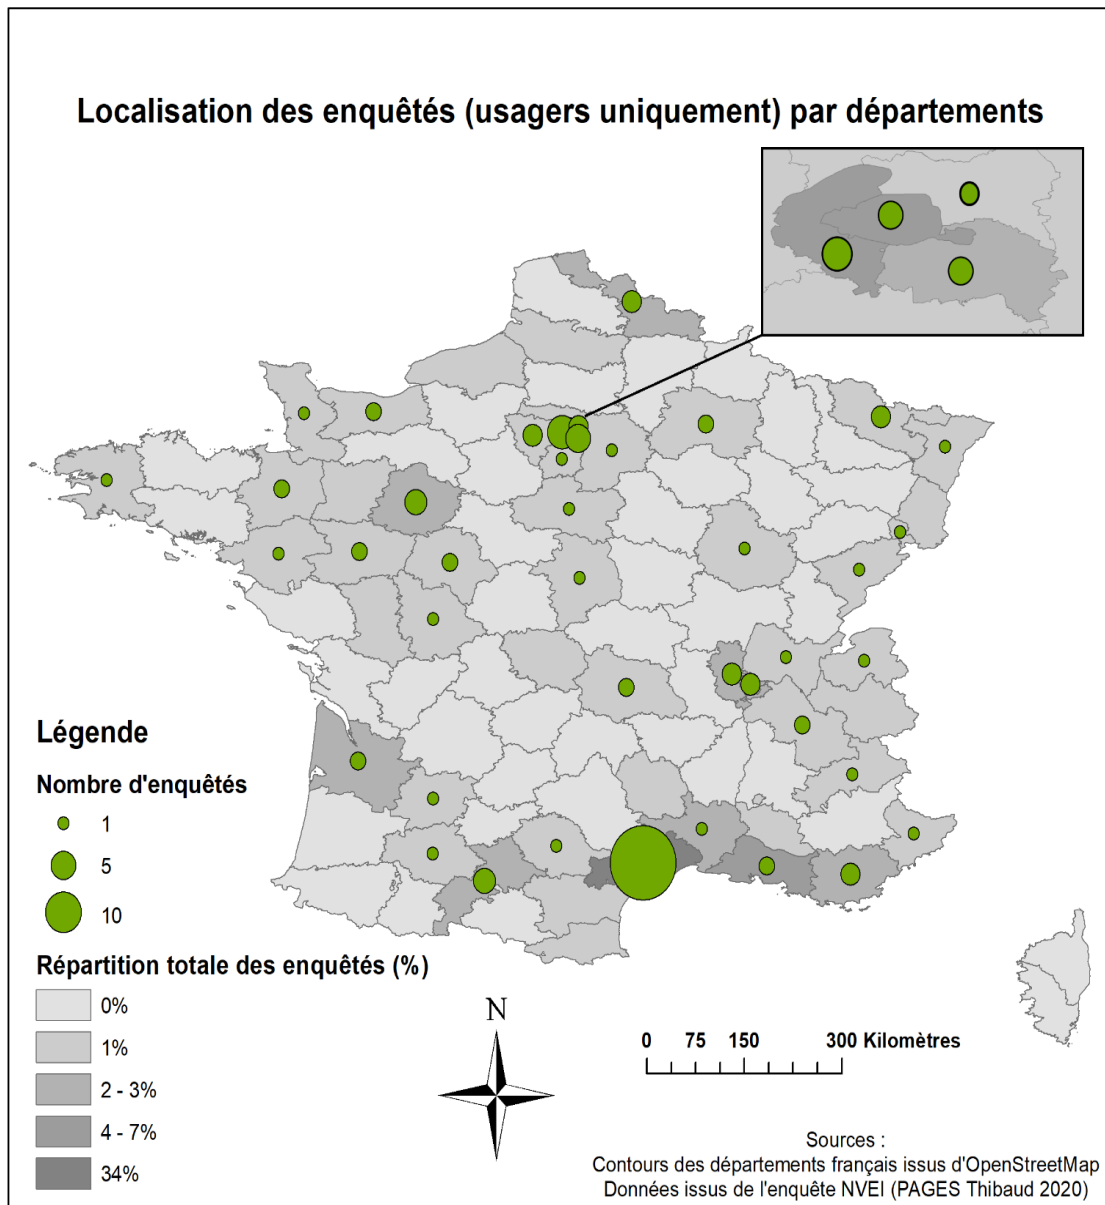 Localisation des enquêtés (usagers uniquement) par départements
Légende
Nombre d'enquêtés
1
5
10
Répartition totale des enquêtés (%)
0%
1%
2 - 3%
4 - 7%
34%
N
0 75 150 300 Kilomètres
Sources :
Contours des départements français issus d'OpenStreetMap
Données issus de l'enquête NVEI (PAGES Thibaud 2020)